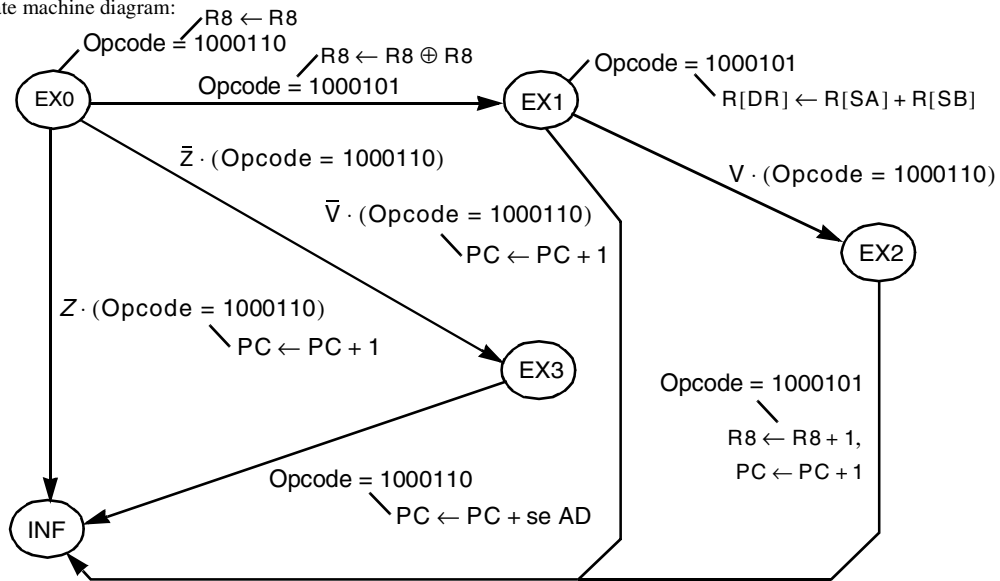 ate machine diagram:
R8 ← R8
Opcode = 1000110
R8 ← R8 ⊕ R8
Opcode = 1000101
Opcode = 1000101
R[DR] ← R[SA] + R[SB]
EX0
EX1
Z̄ · (Opcode = 1000110)
V · (Opcode = 1000110)
V̄ · (Opcode = 1000110)
PC ← PC + 1
EX2
Z · (Opcode = 1000110)
PC ← PC + 1
EX3
Opcode = 1000101
R8 ← R8 + 1,
PC ← PC + 1
Opcode = 1000110
PC ← PC + se AD
INF